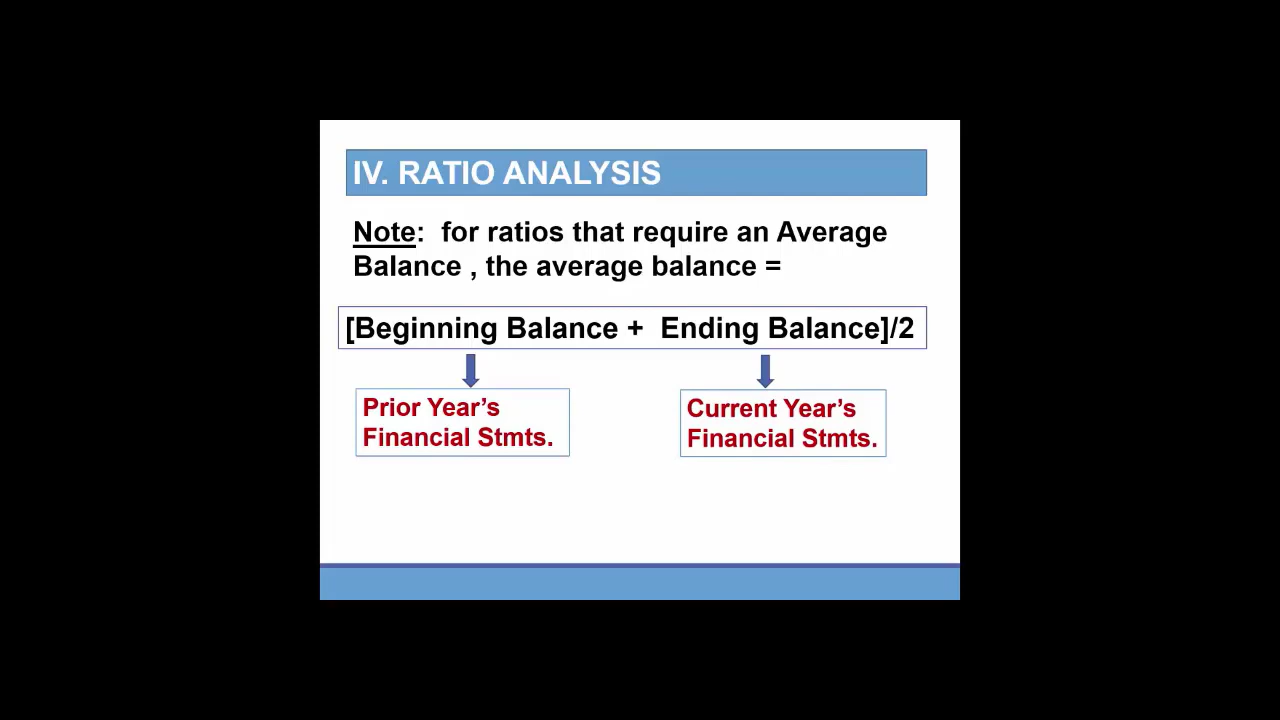 IV. RATIO ANALYSIS
Note: for ratios that require an Average
Balance , the average balance =
[Beginning Balance + Ending Balance]/2
Prior Year's
Financial Stmts.
Current Year's
Financial Stmts.